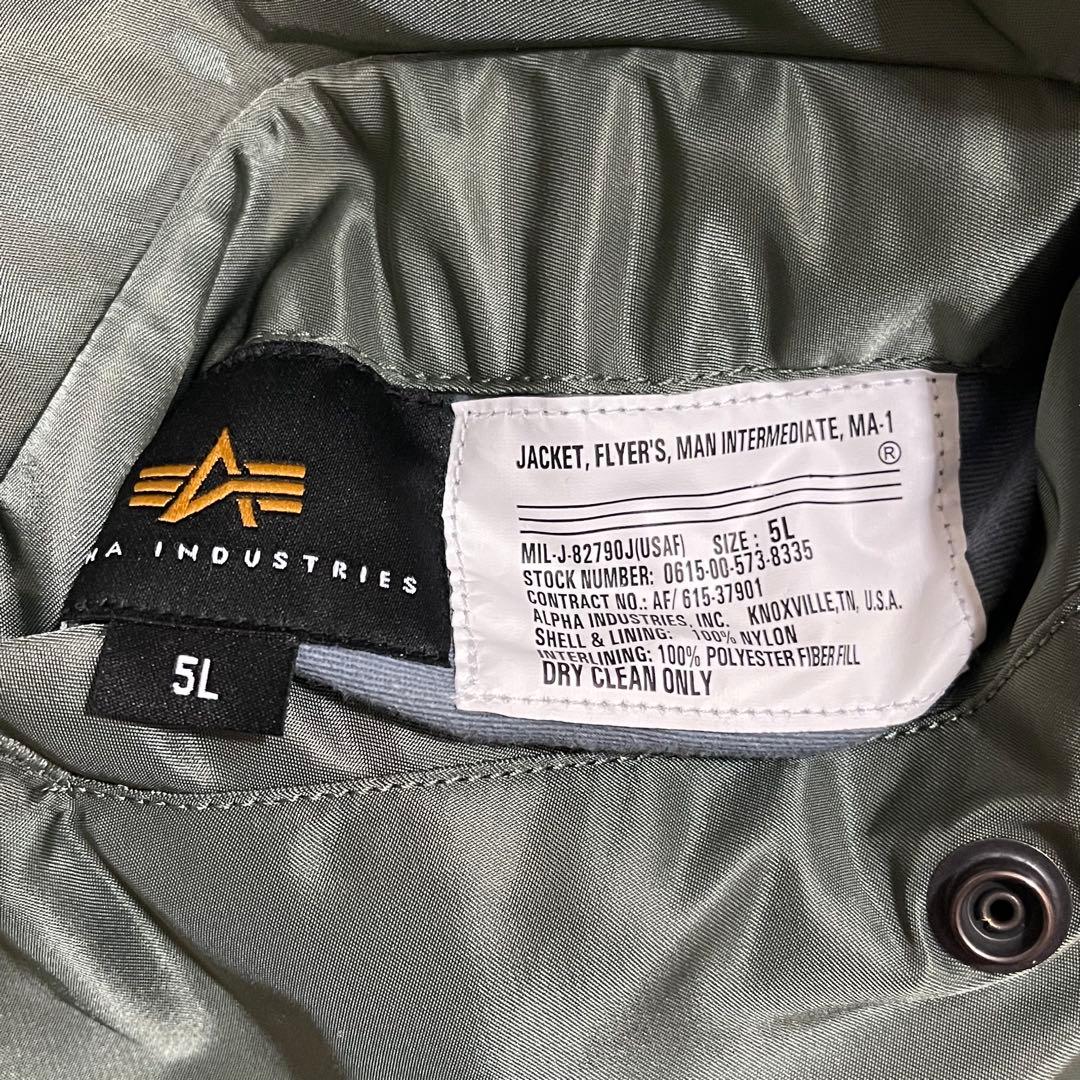 INDUSTRIES
5L
JACKET, FLYER'S, MAN INTERMEDIATE, MA-1
®
MIL-J-82790J(USAF) SIZE: 5L
STOCK NUMBER: 0615-00-573-8335
CONTRACT NO.: AF/ 615-37901
ALPHA INDUSTRIES, INC. KNOXVILLE,TN, U.S.A.
SHELL & LINING: 100% NYLON
INTERLINING: 100% POLYESTER FIBER FILL
DRY CLEAN ONLY